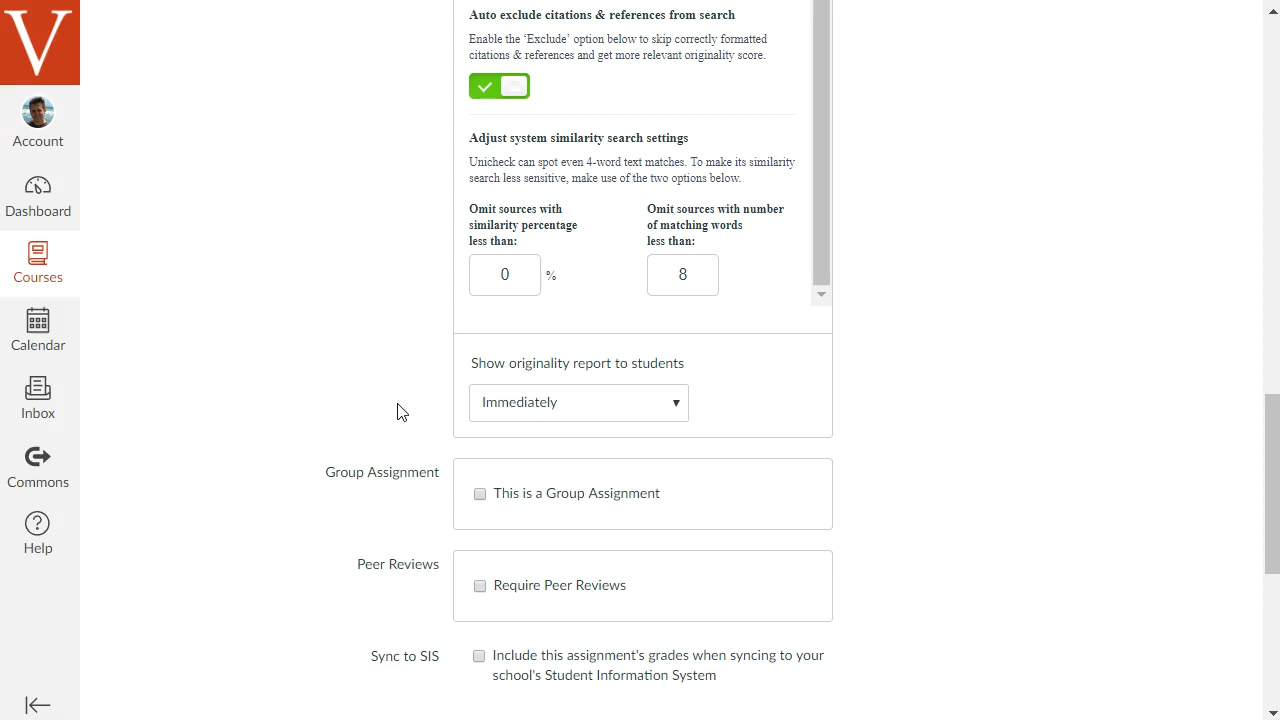 V
Account
Dashboard
Courses
Calendar
Inbox
Commons
Help
Auto exclude citations & references from search
Enable the ‘Exclude’ option below to skip correctly formatted
citations & references and get more relevant originality score.
Adjust system similarity search settings
Unicheck can spot even 4-word text matches. To make its similarity
search less sensitive, make use of the two options below.
Omit sources with
similarity percentage
less than:
0 %
Omit sources with number
of matching words
less than:
8
Show originality report to students
Immediately
Group Assignment
This is a Group Assignment
Peer Reviews
Require Peer Reviews
Sync to SIS
Include this assignment's grades when syncing to your
school's Student Information System